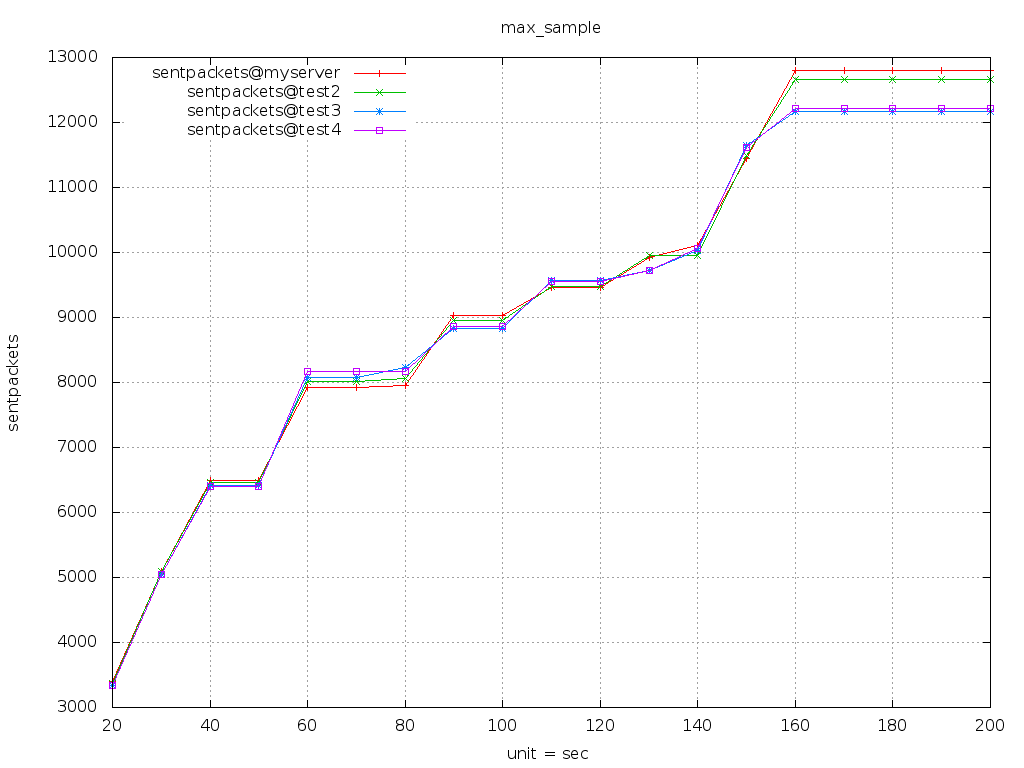 max_sample
13000
12000
11000
10000
9000
8000
7000
6000
5000
4000
3000
sentpackets
sentpackets@myserver
sentpackets@test2
sentpackets@test3
sentpackets@test4
20 40 60 80 100 120 140 160 180 200
unit = sec